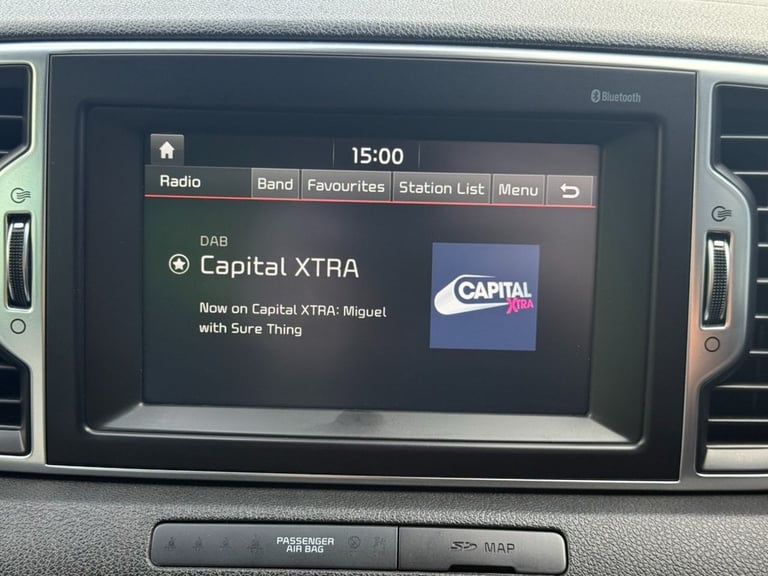 Bluetooth
15:00
Radio Band Favourites Station List Menu
DAB
Capital XTRA
Now on Capital XTRA: Miguel
with Sure Thing
CAPITAL
XTRA
PASSENGER
AIR BAG
SD MAP